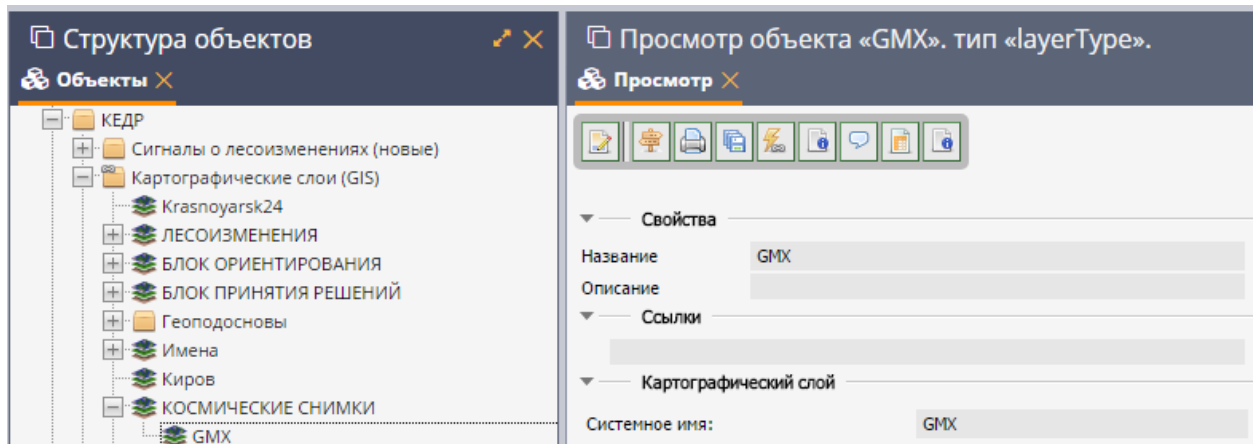 Структура объектов
Объекты
КЕДР
Сигналы о лесоизменениях (новые)
Картографические слои (GIS)
Krasnoyarsk24
ЛЕСОИЗМЕНЕНИЯ
БЛОК ОРИЕНТИРОВАНИЯ
БЛОК ПРИНЯТИЯ РЕШЕНИЙ
Геоподосновы
Имена
Киров
КОСМИЧЕСКИЕ СНИМКИ
GMX
Просмотр объекта «GMX». тип «layerType».
Просмотр
Свойства
Название GMX
Описание
Ссылки
Картографический слой
Системное имя: GMX